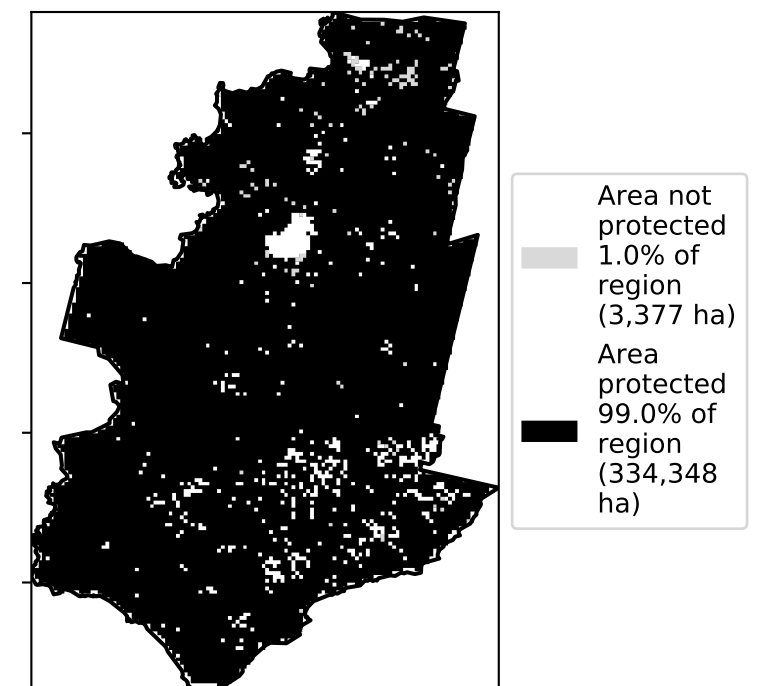 Area not
protected
1.0% of
region
(3,377 ha)
Area
protected
99.0% of
region
(334,348
ha)